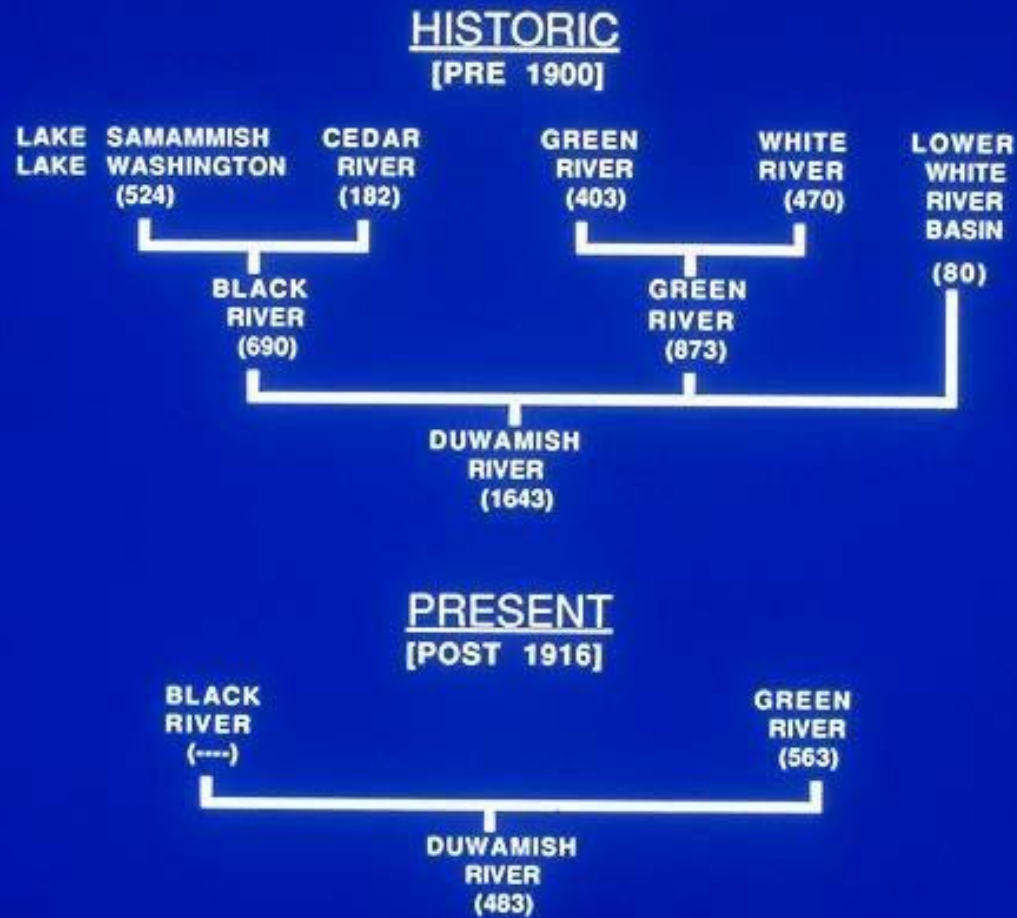 HISTORIC
[PRE 1900]
LAKE SAMAMMISH
LAKE WASHINGTON
(524)
CEDAR
RIVER
(182)
GREEN
RIVER
(403)
WHITE
RIVER
(470)
LOWER
WHITE
RIVER
BASIN
(80)
BLACK
RIVER
(690)
GREEN
RIVER
(873)
DUWAMISH
RIVER
(1643)
PRESENT
[POST 1916]
BLACK
RIVER
(----)
GREEN
RIVER
(563)
DUWAMISH
RIVER
(483)